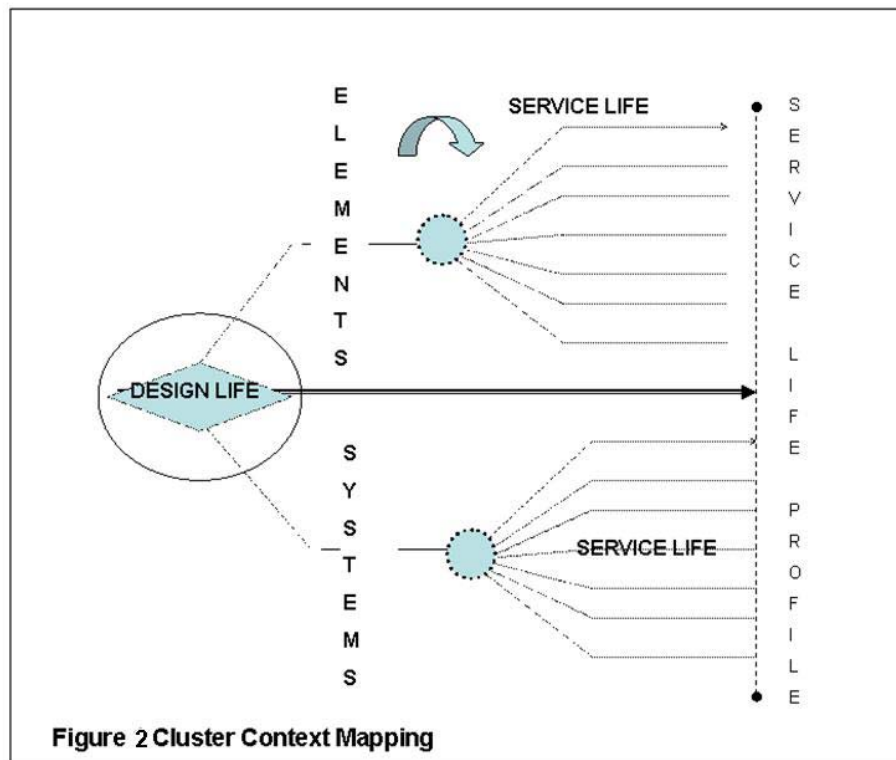 ELEMENTS
SERVICE LIFE
SERVICE LIFE PROFILE
DESIGN LIFE
SYSTEMS
SERVICE LIFE
Figure 2 Cluster Context Mapping